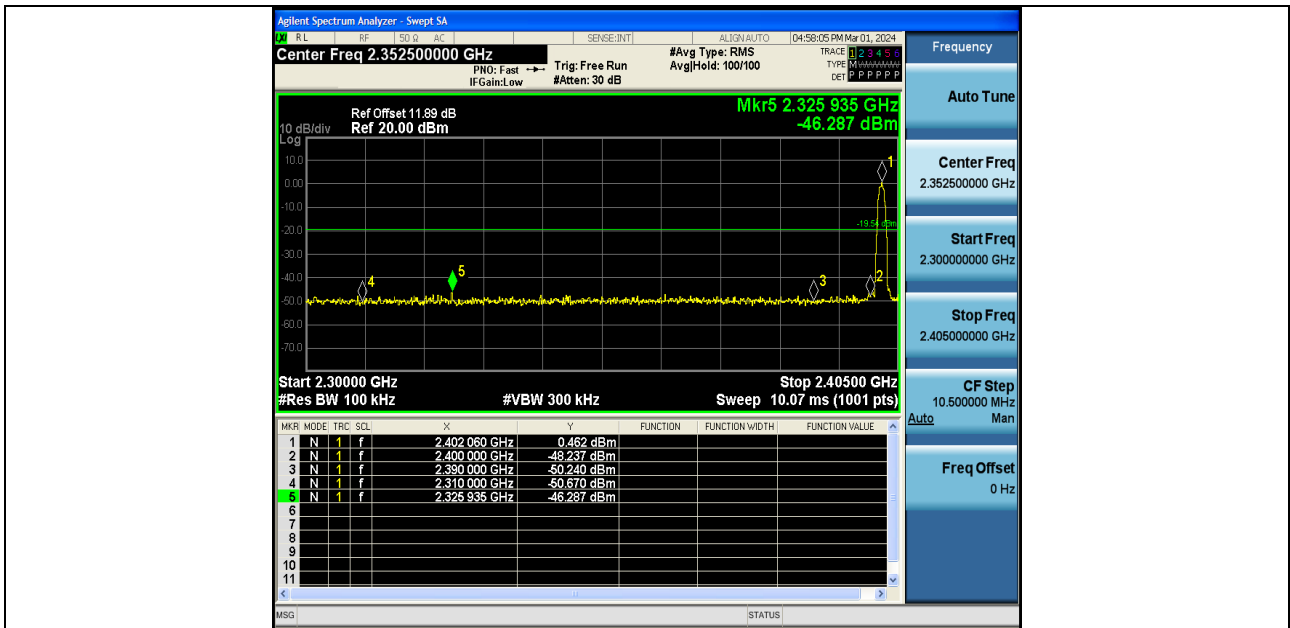 Agilent Spectrum Analyzer - Swept SA
RL RF 50 Ω AC SENSE:INT ALIGN AUTO 04:58:05 PM Mar 01, 2024
Center Freq 2.352500000 GHz
PNO: Fast
IFGain:Low
Trig: Free Run
#Atten: 30 dB
#Avg Type: RMS
Avg|Hold: 100/100
TRACE 1 2 3 4 5 6
TYPE M
DET P P P P P P
Mkr5 2.325 935 GHz
-46.287 dBm
Ref Offset 11.89 dB
10 dB/div Ref 20.00 dBm
Log
10.0
0.00
-10.0
-20.0
-30.0
-40.0
-50.0
-60.0
-70.0
1
-19.54 dBm
2
3
4
5
Start 2.30000 GHz Stop 2.40500 GHz
#Res BW 100 kHz #VBW 300 kHz Sweep 10.07 ms (1001 pts)
MKR MODE TRC SCL X Y FUNCTION FUNCTION WIDTH FUNCTION VALUE
1 N 1 f 2.402 060 GHz 0.462 dBm
2 N 1 f 2.400 000 GHz -48.237 dBm
3 N 1 f 2.390 000 GHz -50.240 dBm
4 N 1 f 2.310 000 GHz -50.670 dBm
5 N 1 f 2.325 935 GHz -46.287 dBm
6
7
8
9
10
11
MSG STATUS
Frequency
Auto Tune
Center Freq
2.352500000 GHz
Start Freq
2.300000000 GHz
Stop Freq
2.405000000 GHz
CF Step
10.500000 MHz
Auto Man
Freq Offset
0 Hz